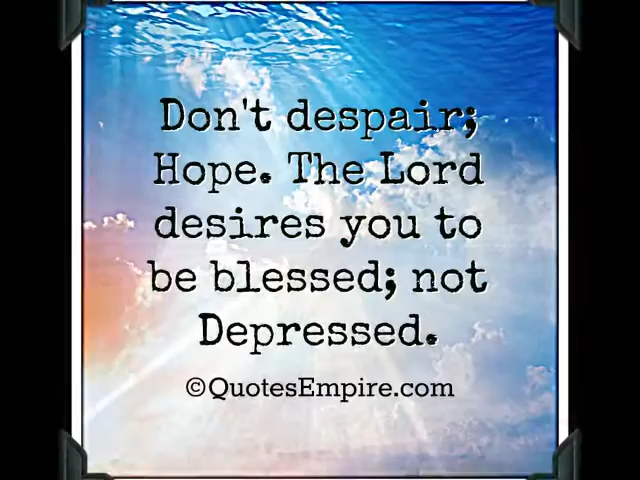 Don't despair;
Hope. The Lord
desires you to
be blessed; not
Depressed.
©QuotesEmpire.com